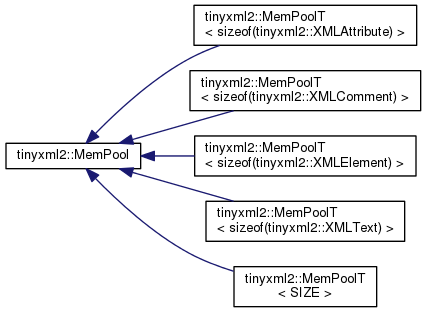 tinyxml2::MemPoolT
< sizeof(tinyxml2::XMLAttribute) >
tinyxml2::MemPoolT
< sizeof(tinyxml2::XMLComment) >
tinyxml2::MemPool
tinyxml2::MemPoolT
< sizeof(tinyxml2::XMLElement) >
tinyxml2::MemPoolT
< sizeof(tinyxml2::XMLText) >
tinyxml2::MemPoolT
< SIZE >